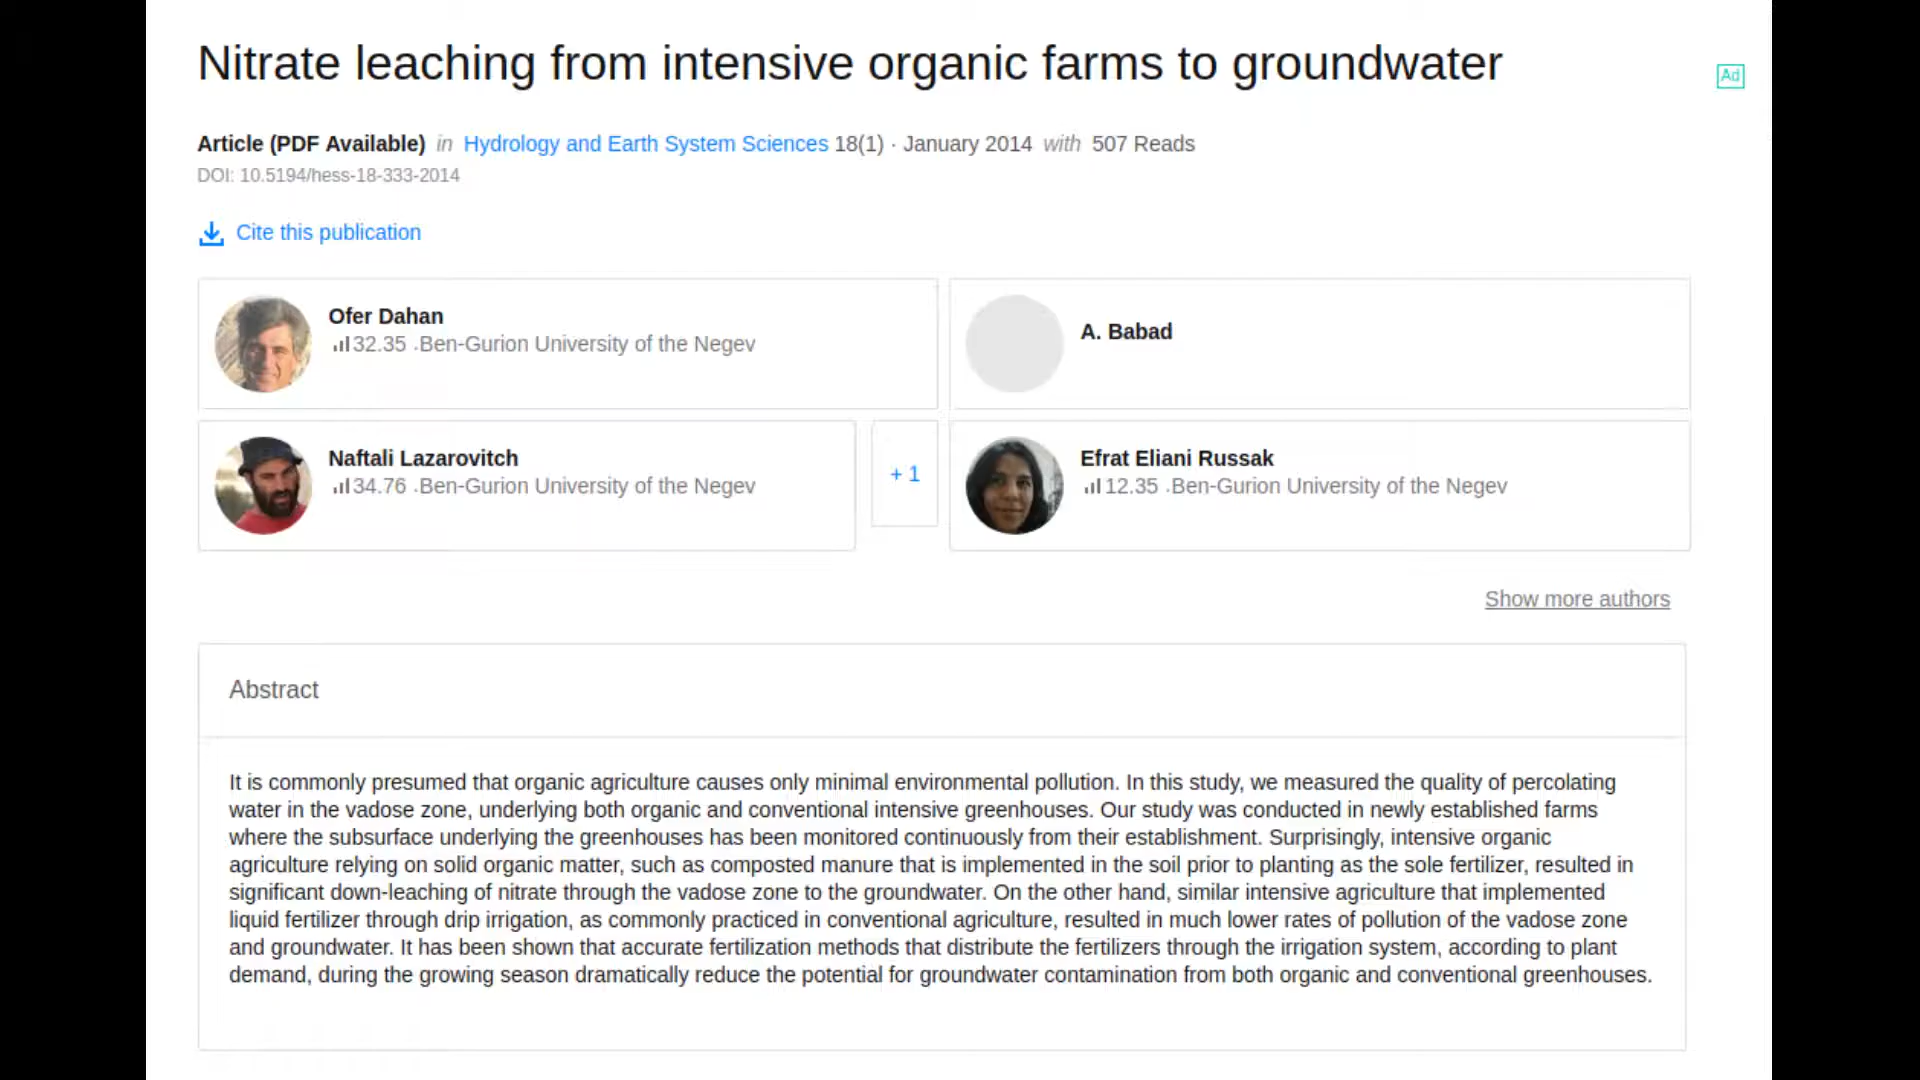 Nitrate leaching from intensive organic farms to groundwater
Ad
Article (PDF Available) in Hydrology and Earth System Sciences 18(1) · January 2014 with 507 Reads
DOI: 10.5194/hess-18-333-2014
Cite this publication
Ofer Dahan
32.35 · Ben-Gurion University of the Negev
A. Babad
Naftali Lazarovitch
34.76 · Ben-Gurion University of the Negev
+ 1
Efrat Eliani Russak
12.35 · Ben-Gurion University of the Negev
Show more authors
Abstract
It is commonly presumed that organic agriculture causes only minimal environmental pollution. In this study, we measured the quality of percolating
water in the vadose zone, underlying both organic and conventional intensive greenhouses. Our study was conducted in newly established farms
where the subsurface underlying the greenhouses has been monitored continuously from their establishment. Surprisingly, intensive organic
agriculture relying on solid organic matter, such as composted manure that is implemented in the soil prior to planting as the sole fertilizer, resulted in
significant down-leaching of nitrate through the vadose zone to the groundwater. On the other hand, similar intensive agriculture that implemented
liquid fertilizer through drip irrigation, as commonly practiced in conventional agriculture, resulted in much lower rates of pollution of the vadose zone
and groundwater. It has been shown that accurate fertilization methods that distribute the fertilizers through the irrigation system, according to plant
demand, during the growing season dramatically reduce the potential for groundwater contamination from both organic and conventional greenhouses.